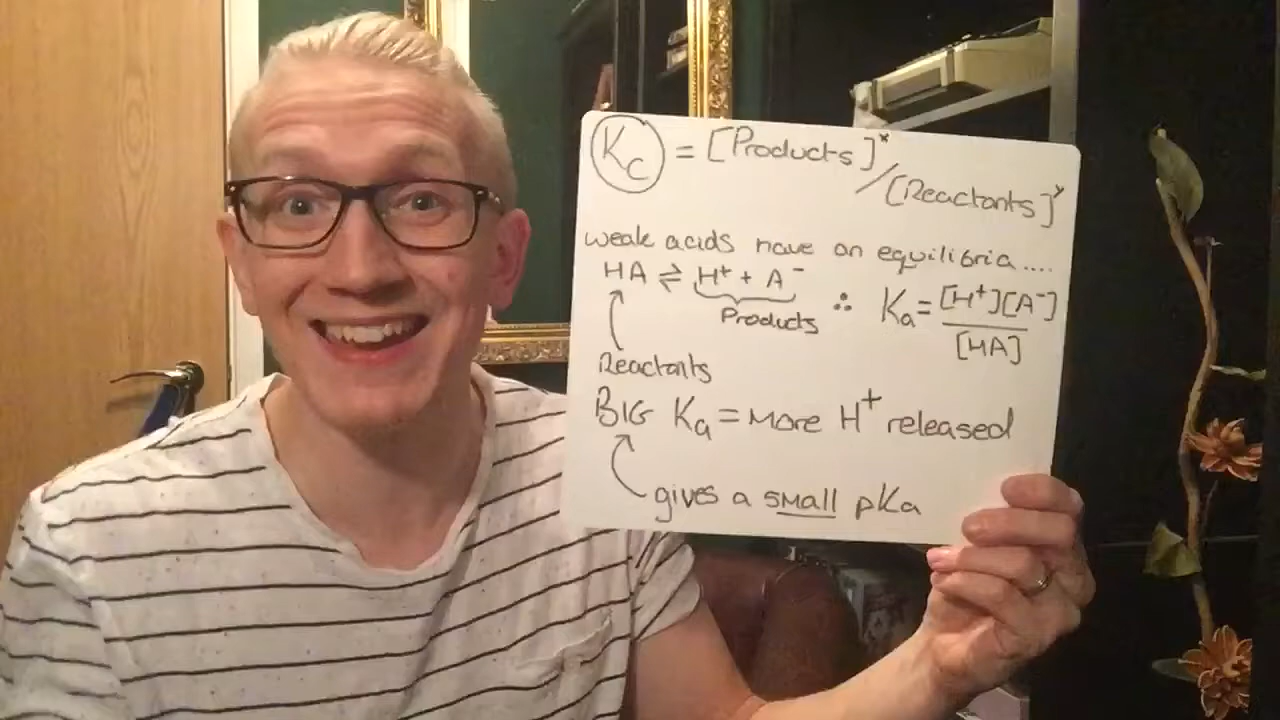 Kc = [Products]ˣ/[Reactants]ʸ
weak acids have an equilibria....
HA ⇌ H⁺ + A⁻ ∴ Ka = [H⁺][A⁻]/[HA]
Products
Reactants
BIG Ka = more H⁺ released
gives a small pKa